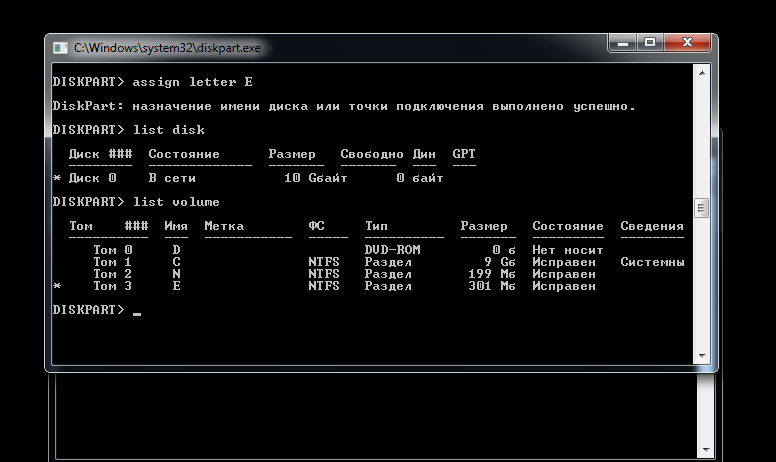 C:\Windows\system32\diskpart.exe
DISKPART> assign letter E
DiskPart: назначение имени диска или точки подключения выполнено успешно.
DISKPART> list disk
Диск ### Состояние Размер Свободно Дин GPT
-------- ------------- ------- ------- --- ---
* Диск 0 В сети 10 Gбайт 0 байт
DISKPART> list volume
Том ### Имя Метка ФС Тип Размер Состояние Сведения
---------- --- ----------- ----- ---------- ------- --------- --------
Том 0 D DVD-ROM 0 б Нет носит
Том 1 C NTFS Раздел 9 Gб Исправен Системны
Том 2 N NTFS Раздел 199 Mб Исправен
* Том 3 E NTFS Раздел 301 Mб Исправен
DISKPART> _